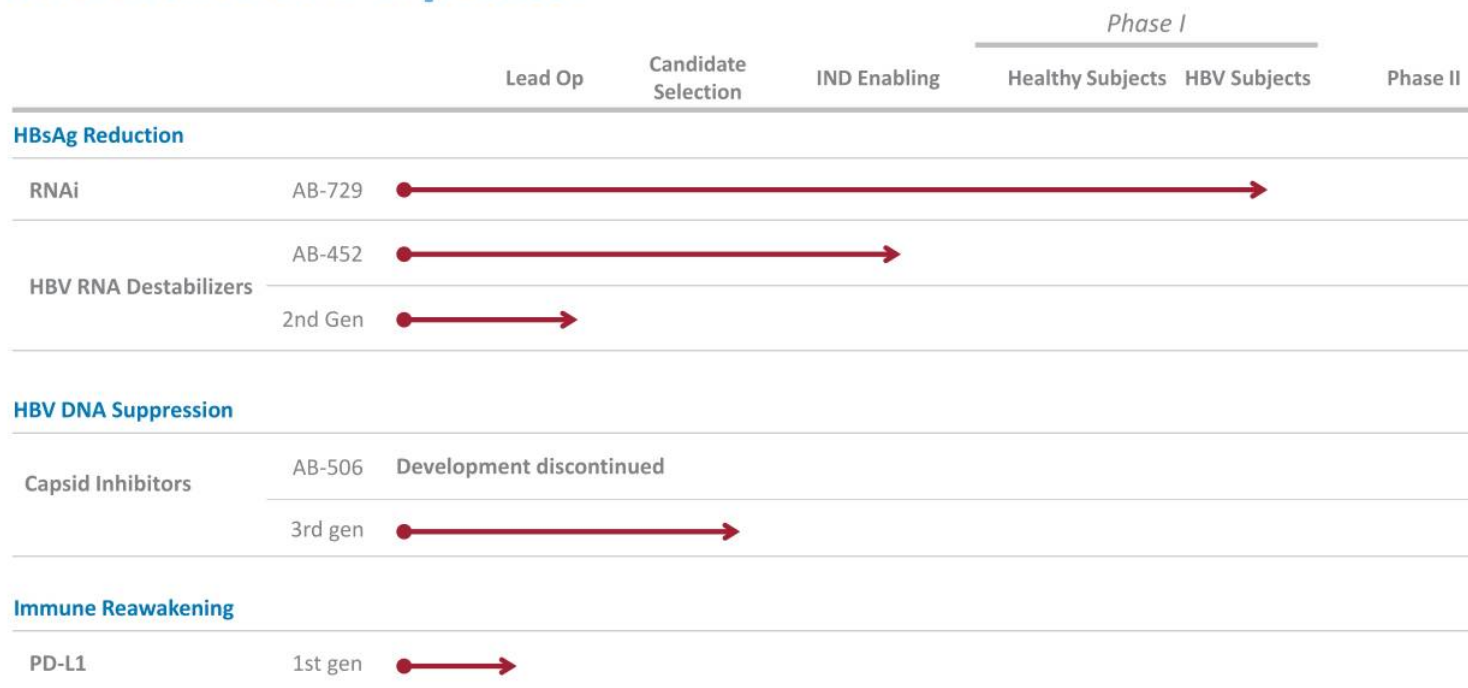 Phase I
Lead Op
Candidate
Selection
IND Enabling
Healthy Subjects
HBV Subjects
Phase II
HBsAg Reduction
RNAi
AB-729
HBV RNA Destabilizers
AB-452
2nd Gen
HBV DNA Suppression
Capsid Inhibitors
AB-506
Development discontinued
3rd gen
Immune Reawakening
PD-L1
1st gen